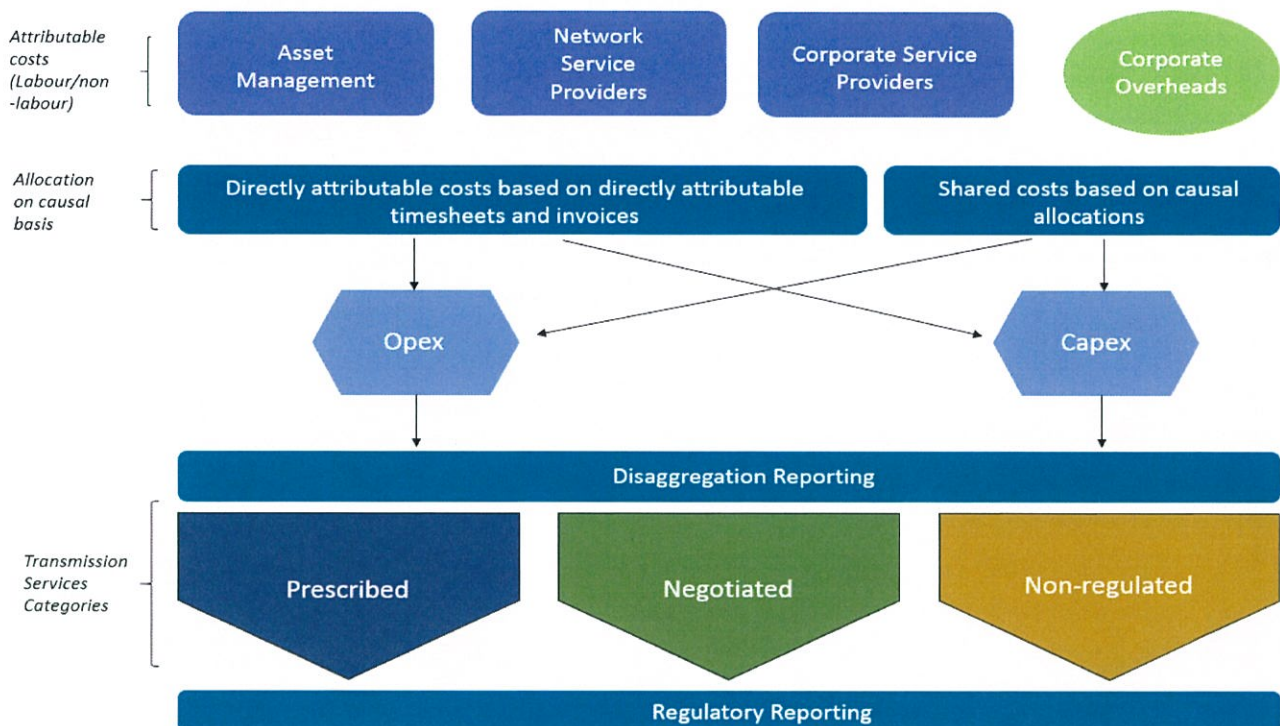 Attributable
costs
(Labour/non
-labour)
Asset
Management
Network
Service
Providers
Corporate Service
Providers
Corporate
Overheads
Allocation
on causal
basis
Directly attributable costs based on directly attributable
timesheets and invoices
Shared costs based on causal
allocations
Opex
Capex
Disaggregation Reporting
Transmission
Services
Categories
Prescribed
Negotiated
Non-regulated
Regulatory Reporting